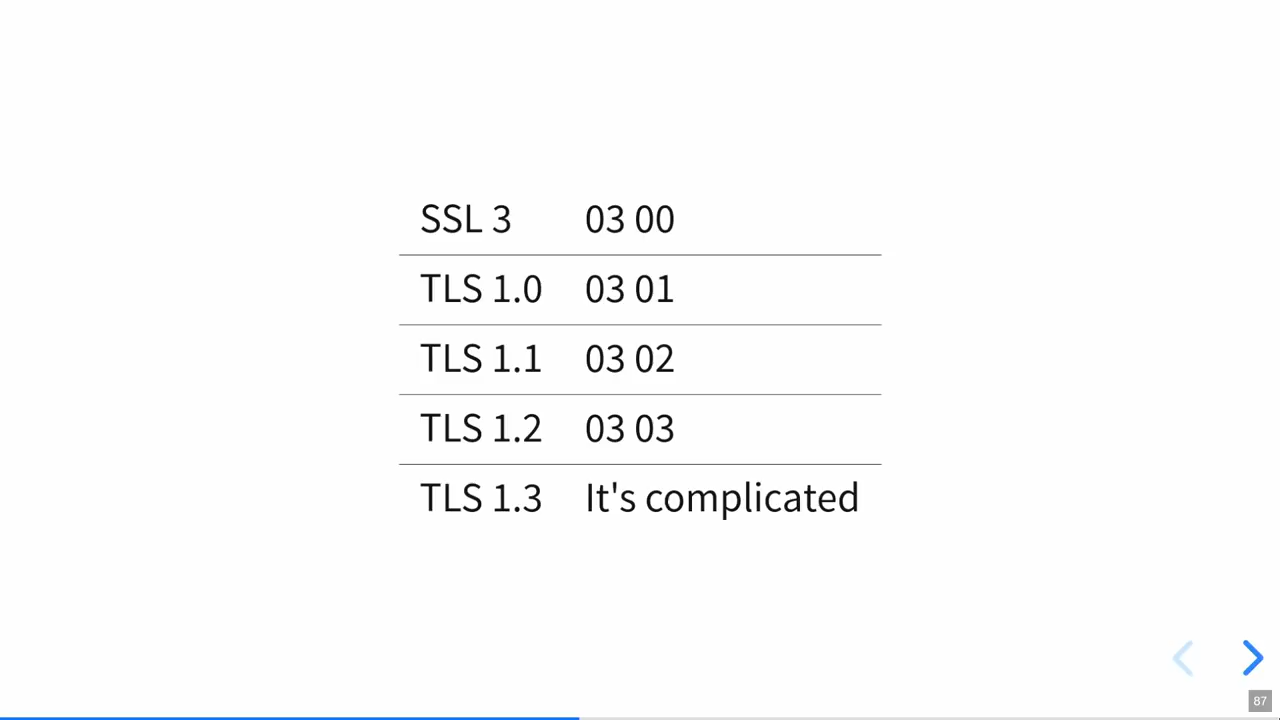 SSL 3 03 00
TLS 1.0 03 01
TLS 1.1 03 02
TLS 1.2 03 03
TLS 1.3 It's complicated
87